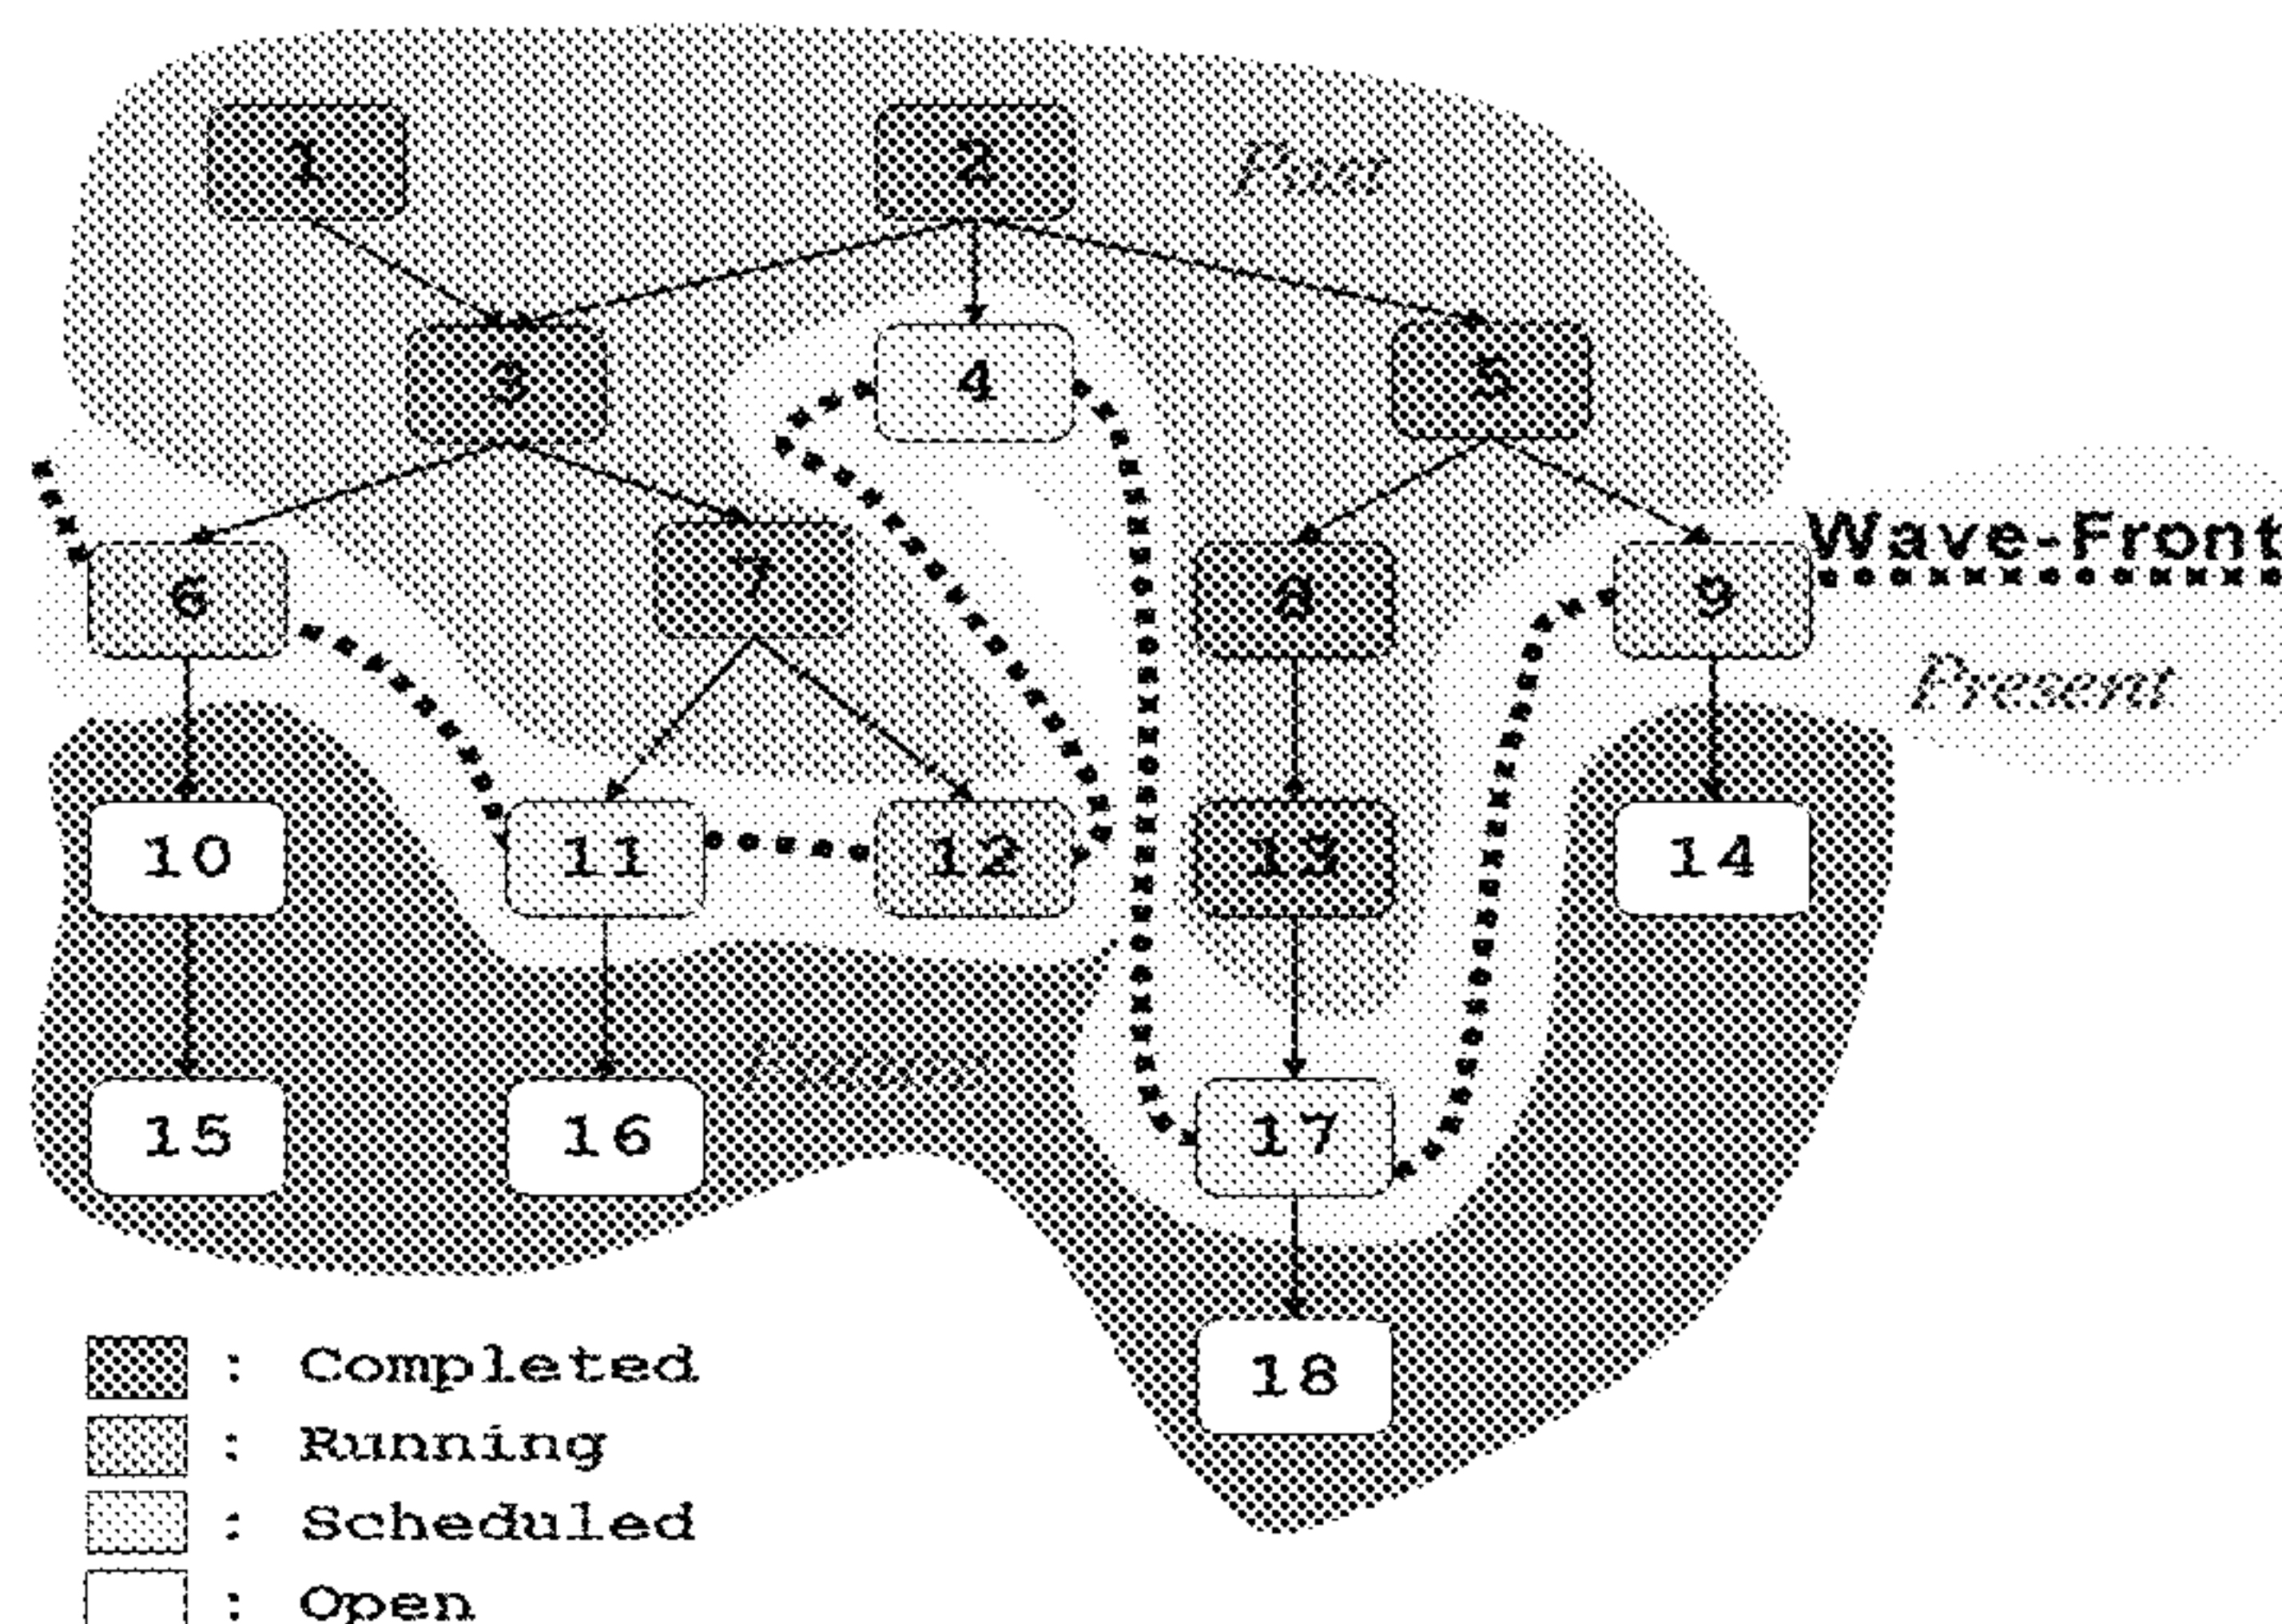 1 2 Past
3 4 5
Wave-Front
6 7 8 9
Present
10 11 12 13 14
Future
15 16 17
18
: Completed
: Running
: Scheduled
: Open